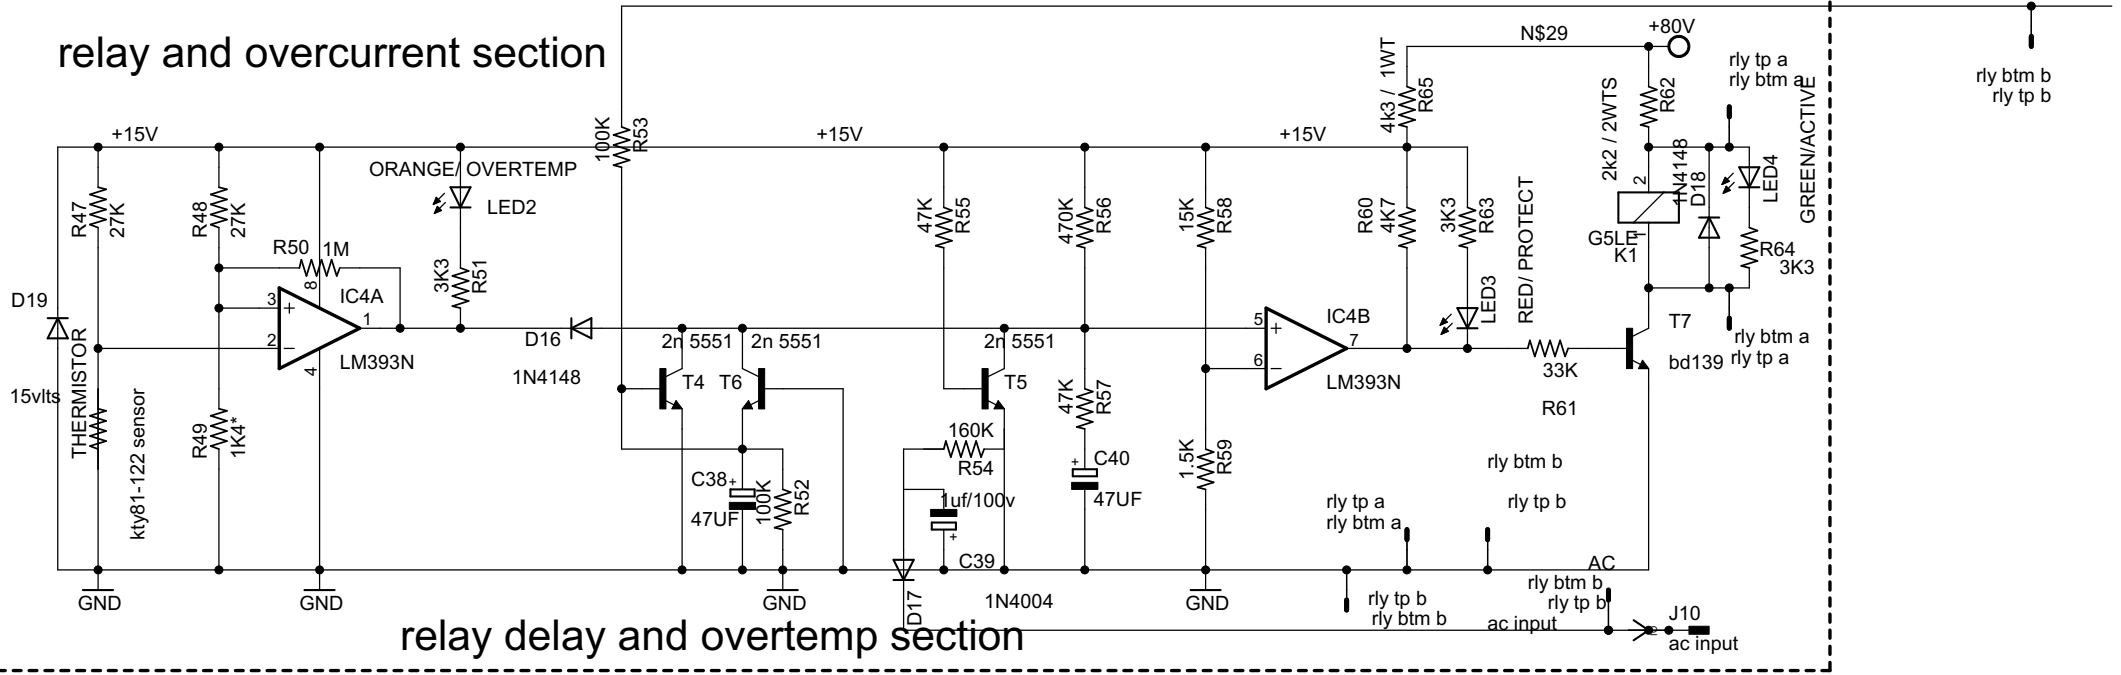 relay and overcurrent section
N$29
+80V
rly tp a
rly btm a
rly btm b
rly tp b
4k3 / 1WT
R65
2k2 / 2WTS
R62
+15V
+15V
+15V
100K
R53
ORANGE/ OVERTEMP
LED2
R47
27K
R48
27K
R50
1M
3K3
R51
47K
R55
470K
R56
15K
R58
R60
4K7
3K3
R63
RED/ PROTECT
LED3
2
1
G5LE
K1
1N4148
D18
LED4
GREEN/ACTIVE
R64
3K3
D19
15vlts
THERMISTOR
kty81-122 sensor
R49
1K4*
3
2
8
4
1
+
−
IC4A
LM393N
D16
1N4148
2n 5551
T4
2n 5551
T6
2n 5551
T5
47K
R57
5
6
7
+
−
IC4B
LM393N
33K
R61
T7
bd139
rly btm a
rly tp a
160K
R54
C38
+
47UF
100K
R52
1uf/100v
+
C39
+
C40
47UF
1.5K
R59
rly btm b
rly tp b
rly tp a
rly btm a
GND
GND
GND
GND
D17
1N4004
rly tp b
rly btm b
AC
rly btm b
rly tp b
ac input
J10
ac input
relay delay and overtemp section